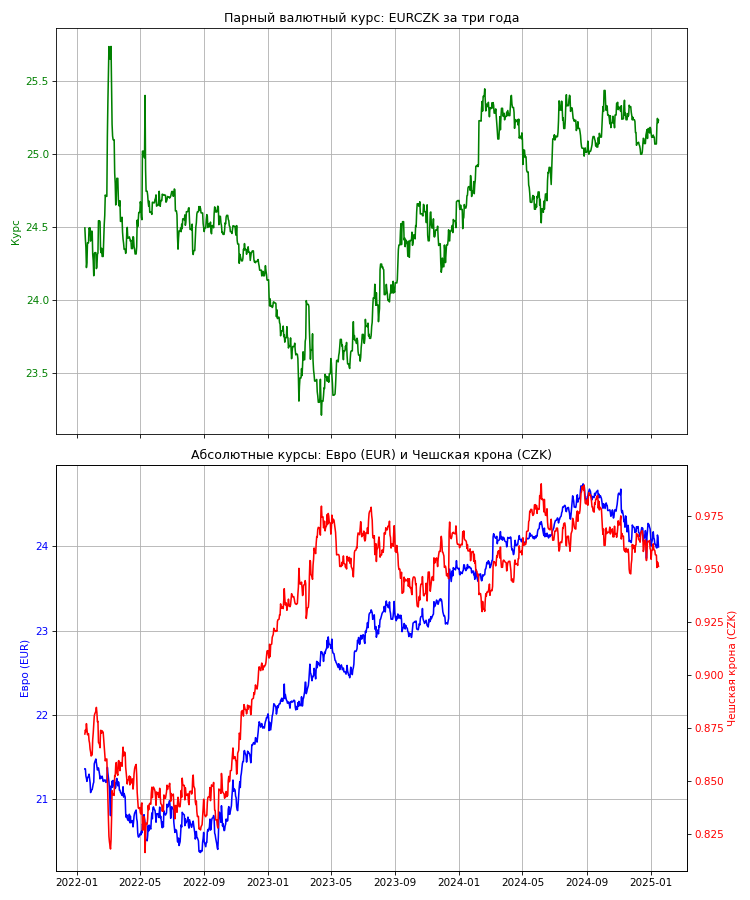 Парный валютный курс: EURCZK за три года
25.5
25.0
24.5
24.0
23.5
Курс
Абсолютные курсы: Евро (EUR) и Чешская крона (CZK)
24
23
22
21
Евро (EUR)
0.975
0.950
0.925
0.900
0.875
0.850
0.825
Чешская крона (CZK)
2022-01 2022-05 2022-09 2023-01 2023-05 2023-09 2024-01 2024-05 2024-09 2025-01